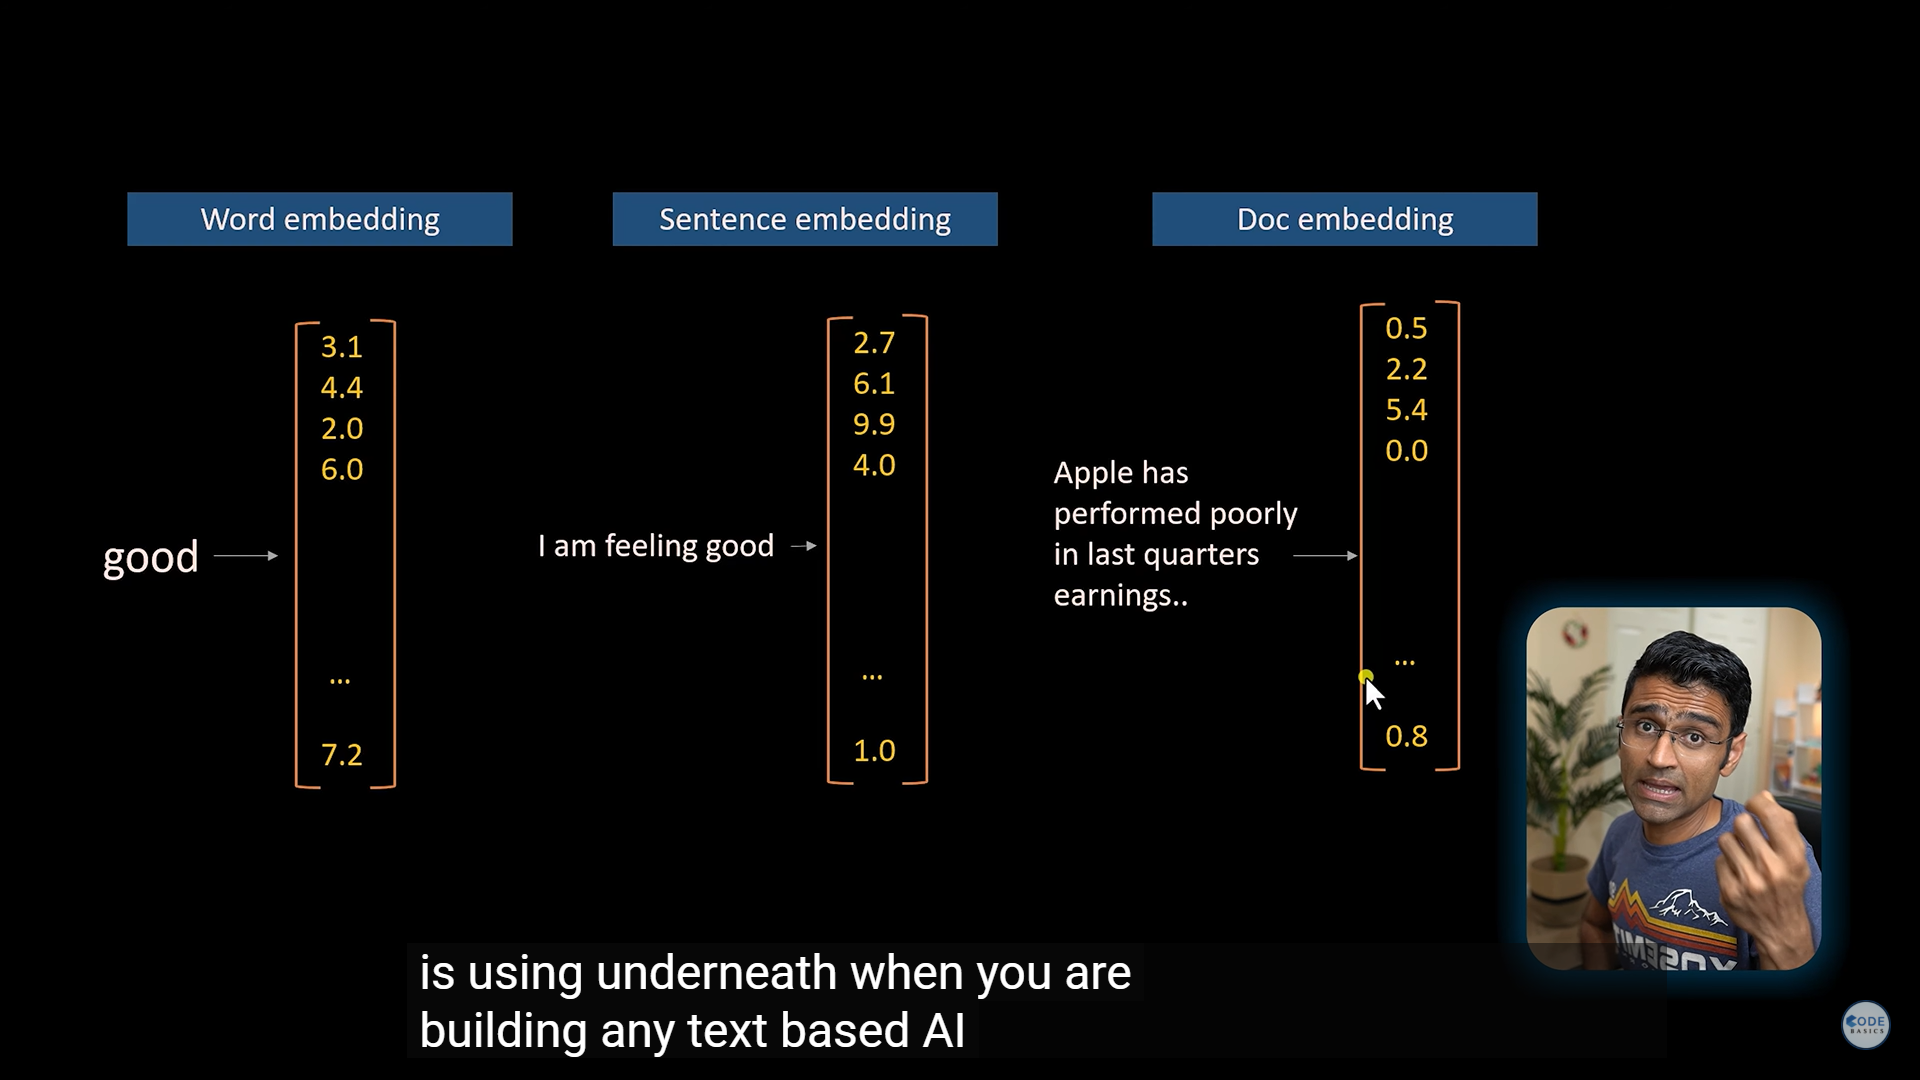 Word embedding
Sentence embedding
Doc embedding
3.1
4.4
2.0
6.0
...
7.2
good
2.7
6.1
9.9
4.0
...
1.0
I am feeling good
0.5
2.2
5.4
0.0
...
0.8
Apple has
performed poorly
in last quarters
earnings..
YOSEMIT
is using underneath when you are
building any text based AI
CODE
BASICS